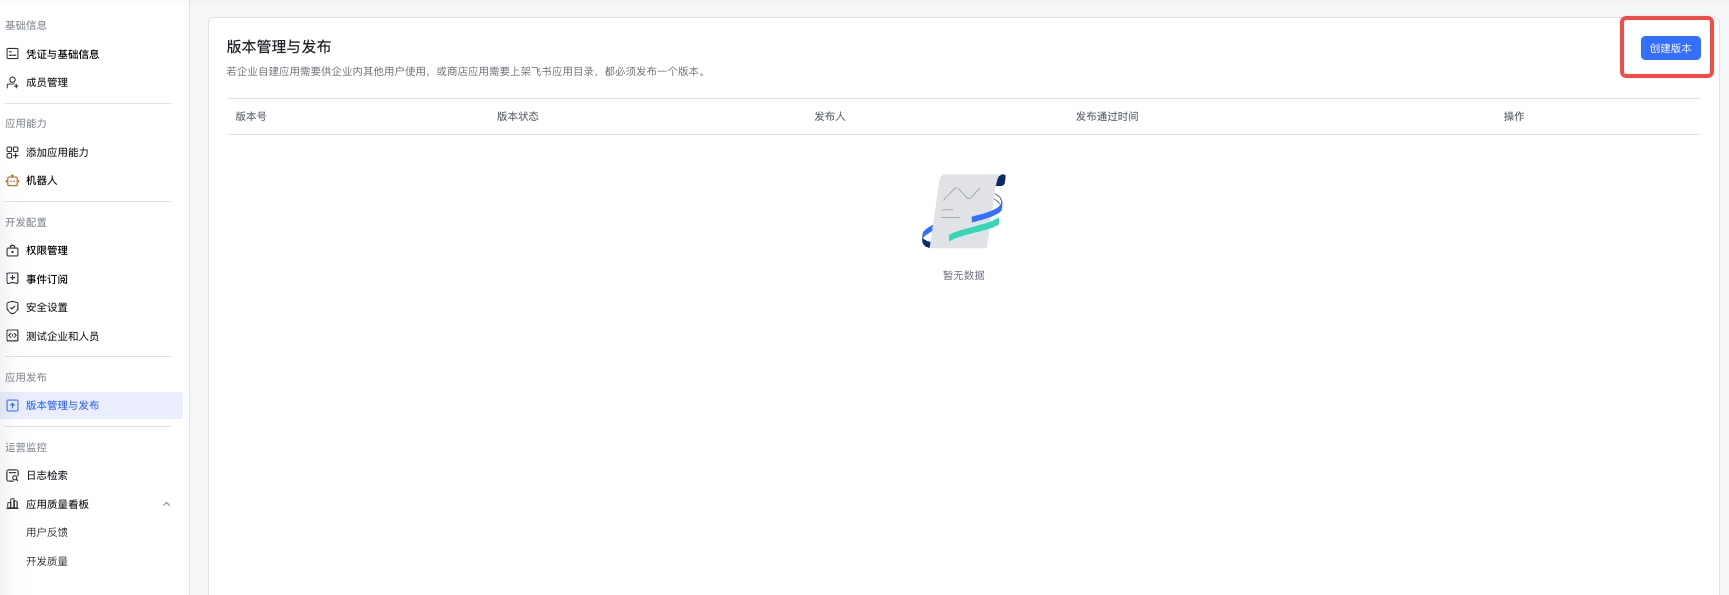 基础信息
凭证与基础信息
成员管理
应用能力
添加应用能力
机器人
开发配置
权限管理
事件订阅
安全设置
测试企业和人员
应用发布
版本管理与发布
运营监控
日志检索
应用质量看板
用户反馈
开发质量
版本管理与发布
创建版本
若企业自建应用需要供企业内其他用户使用，或商店应用需要上架飞书应用目录，都必须发布一个版本。
版本号 版本状态 发布人 发布通过时间 操作
暂无数据